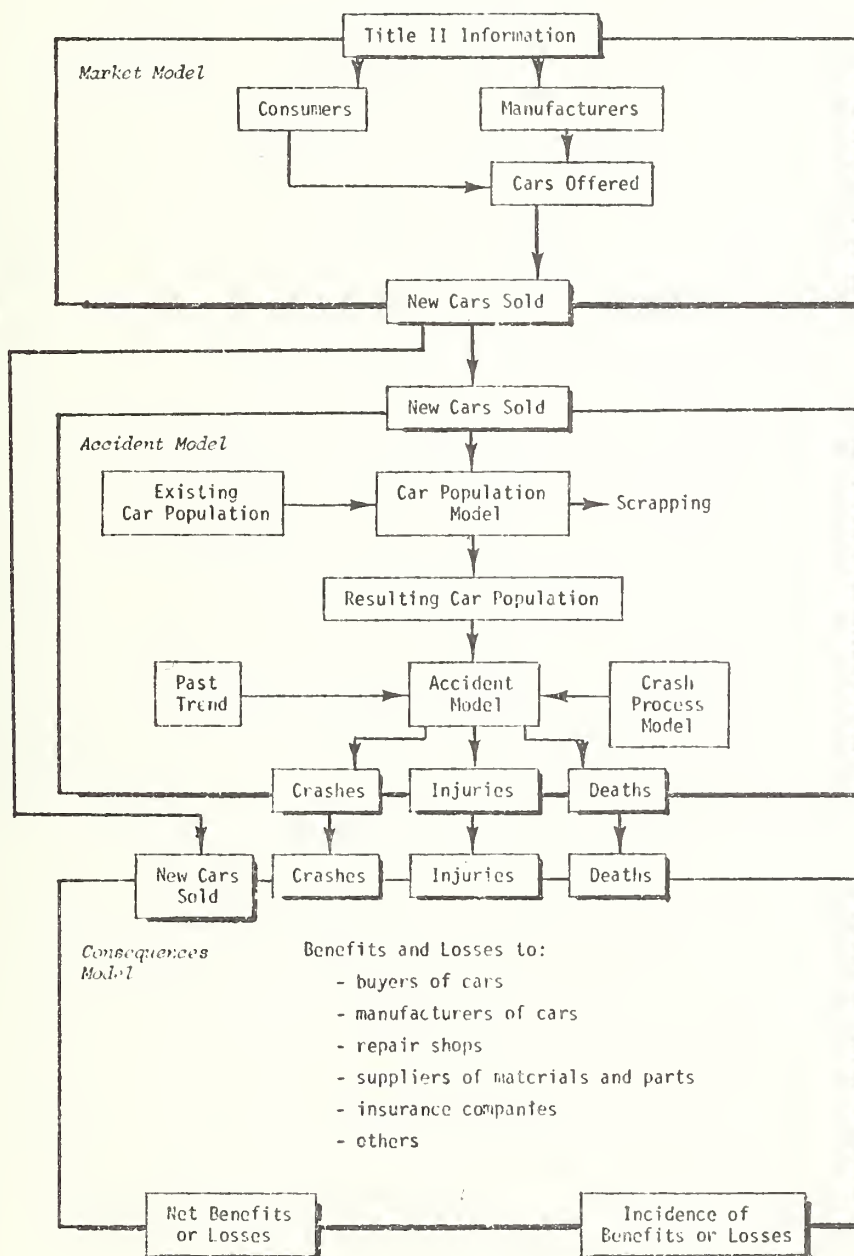 Title II Information
Market Model
Consumers
Manufacturers
Cars Offered
New Cars Sold
New Cars Sold
Accident Model
Existing
Car Population
Car Population
Model
Scrapping
Resulting Car Population
Past
Trend
Accident
Model
Crash
Process
Model
Crashes
Injuries
Deaths
New Cars
Sold
Crashes
Injuries
Deaths
Consequences
Model
Benefits and Losses to:
- buyers of cars
- manufacturers of cars
- repair shops
- suppliers of materials and parts
- insurance companies
- others
Net Benefits
or Losses
Incidence of
Benefits or Losses